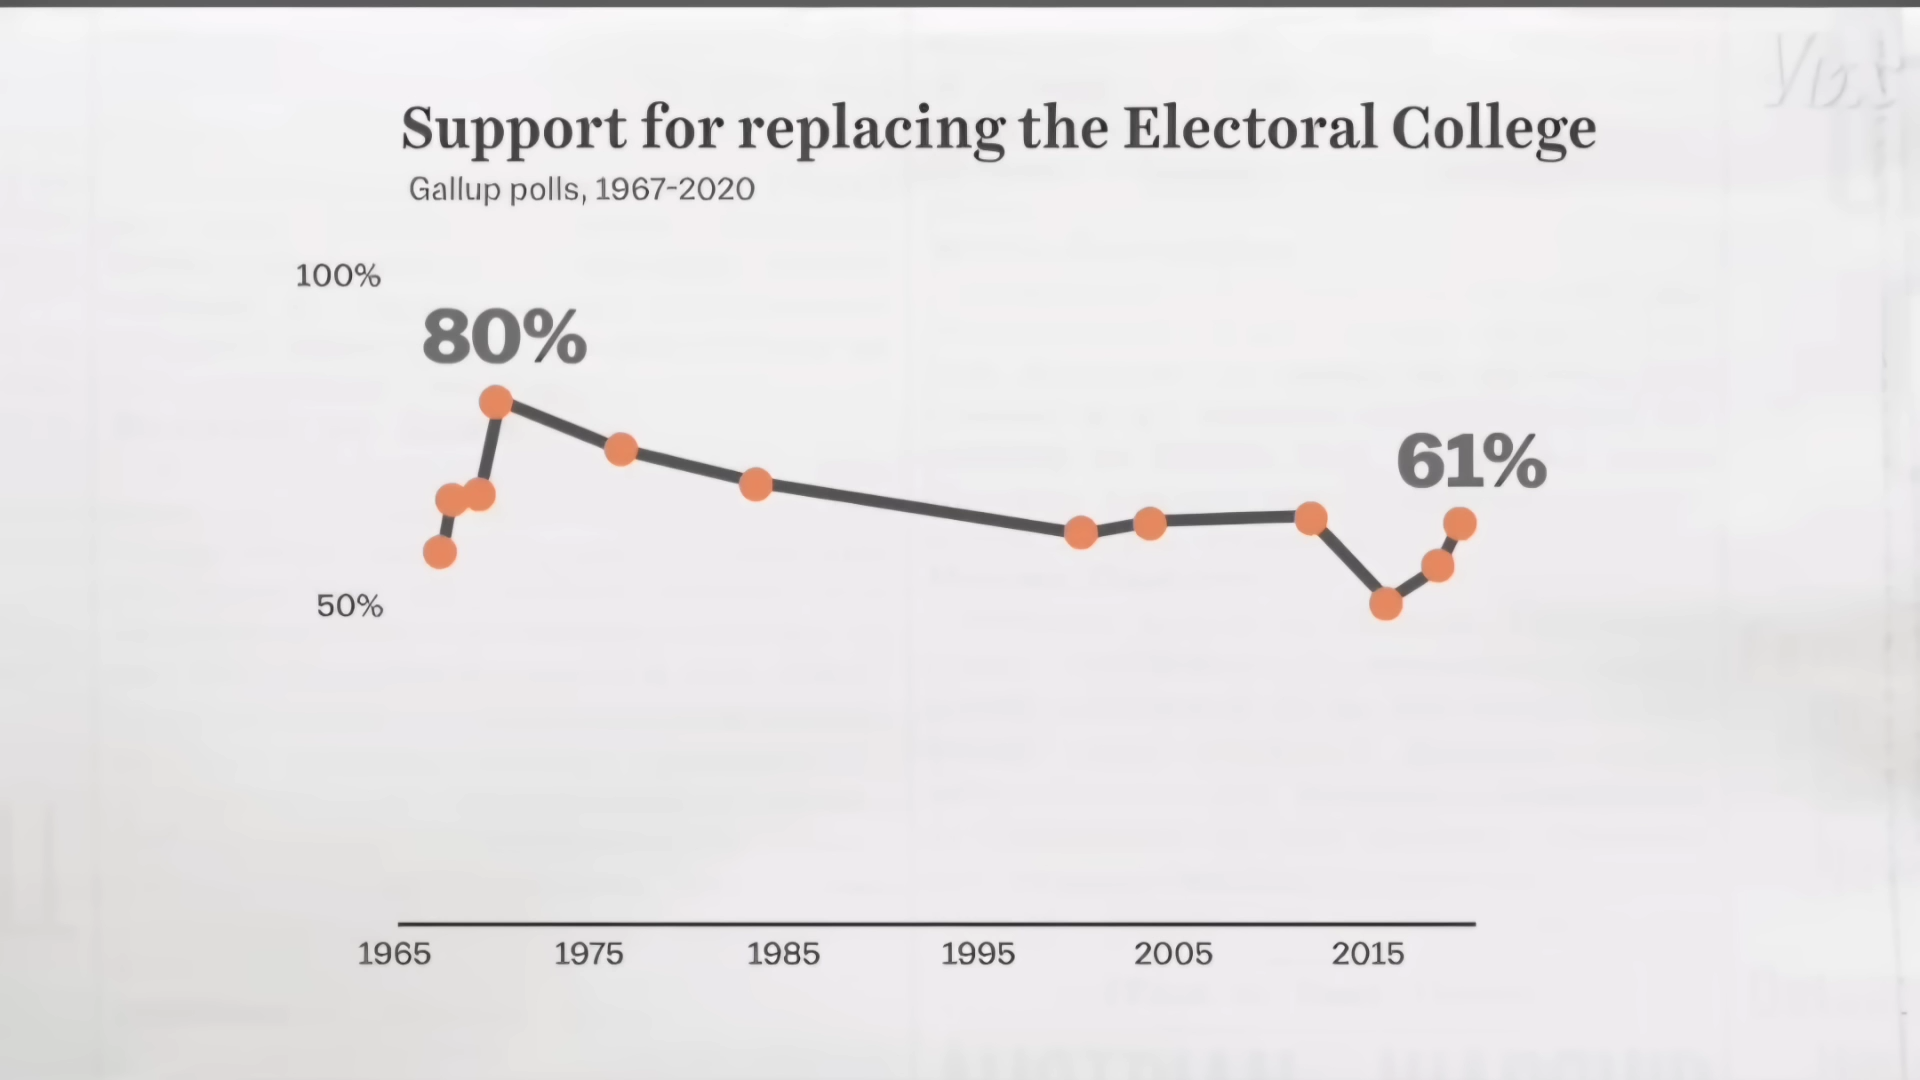 Vox
Support for replacing the Electoral College
Gallup polls, 1967-2020
100%
80%
61%
50%
1965 1975 1985 1995 2005 2015